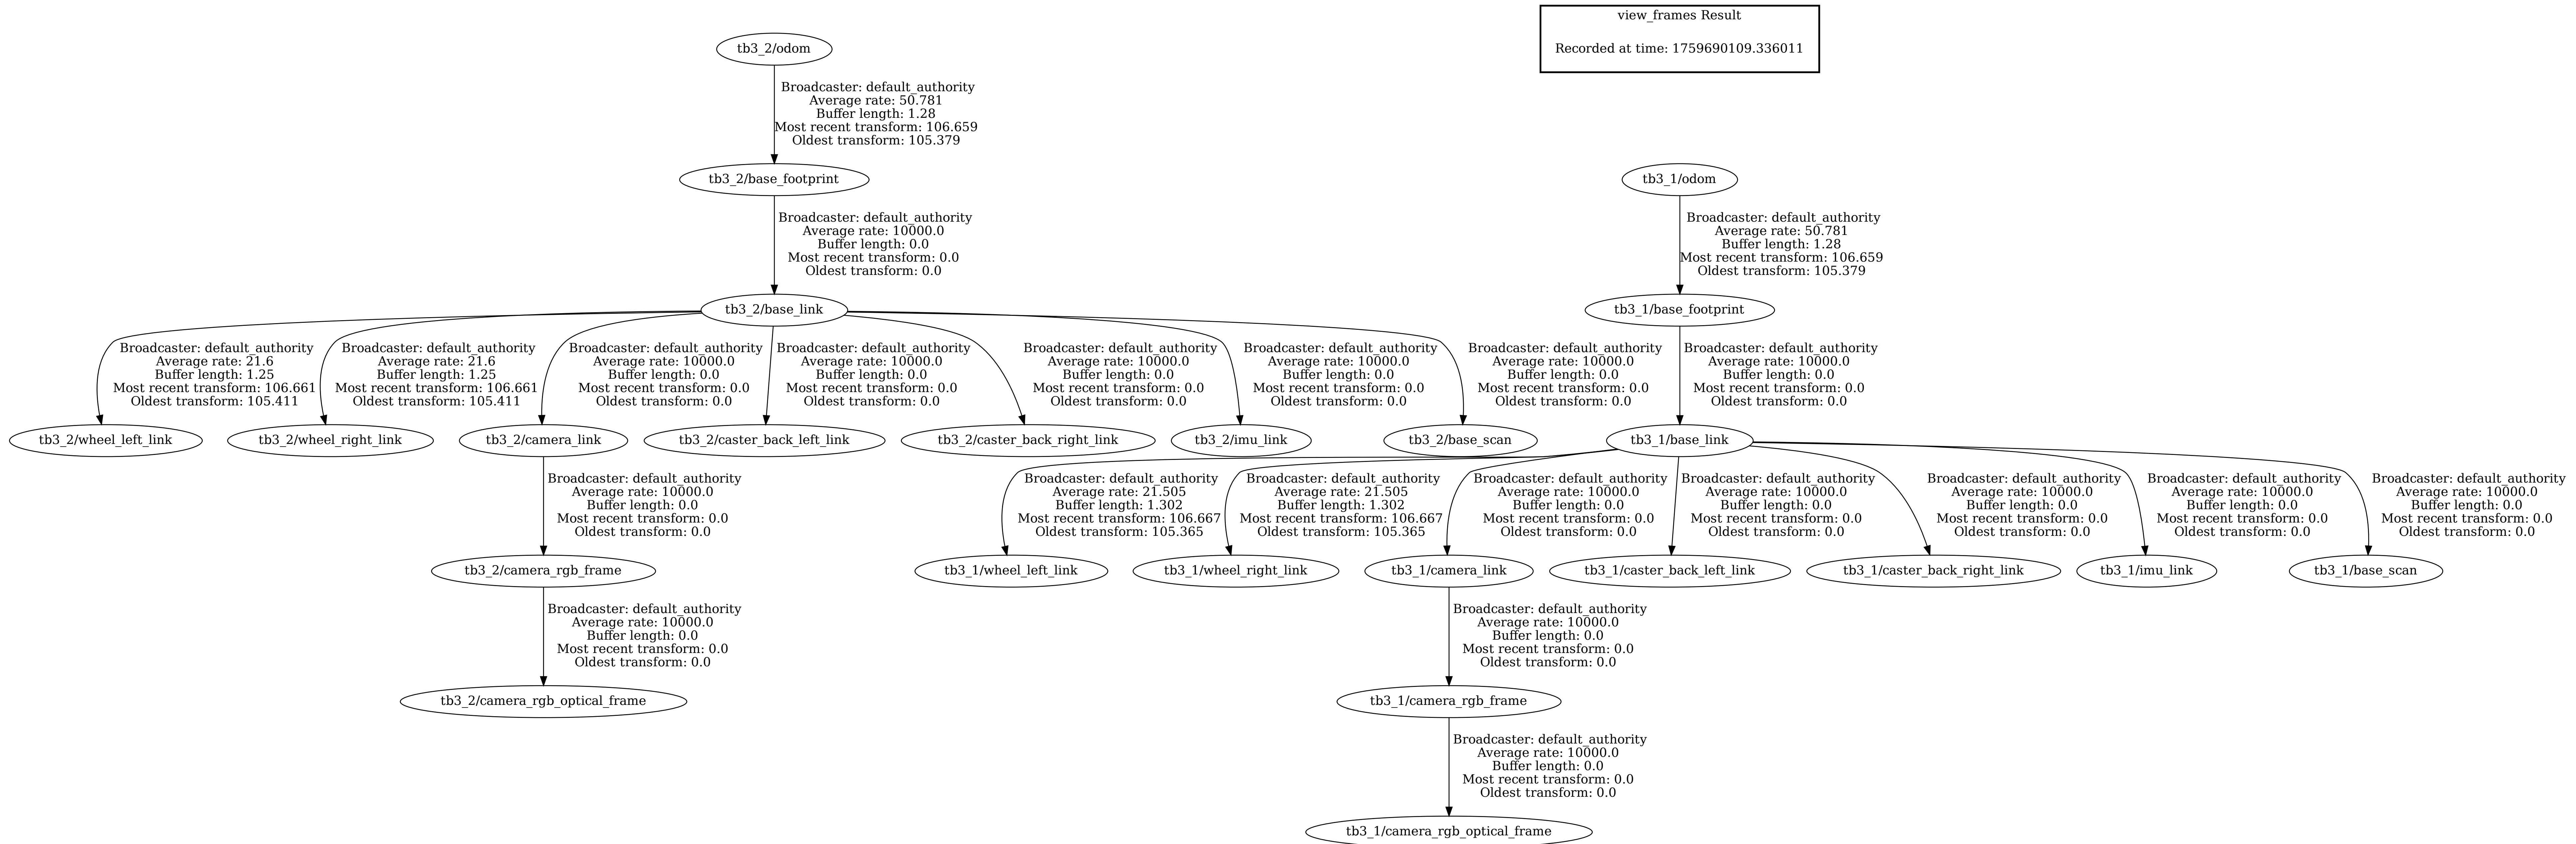 view_frames Result
Recorded at time: 1759690109.336011
tb3_2/odom
Broadcaster: default_authority
Average rate: 50.781
Buffer length: 1.28
Most recent transform: 106.659
Oldest transform: 105.379
tb3_2/base_footprint
tb3_1/odom
Broadcaster: default_authority
Average rate: 10000.0
Buffer length: 0.0
Most recent transform: 0.0
Oldest transform: 0.0
Broadcaster: default_authority
Average rate: 50.781
Buffer length: 1.28
Most recent transform: 106.659
Oldest transform: 105.379
tb3_2/base_link
tb3_1/base_footprint
Broadcaster: default_authority
Average rate: 21.6
Buffer length: 1.25
Most recent transform: 106.661
Oldest transform: 105.411
Broadcaster: default_authority
Average rate: 21.6
Buffer length: 1.25
Most recent transform: 106.661
Oldest transform: 105.411
Broadcaster: default_authority
Average rate: 10000.0
Buffer length: 0.0
Most recent transform: 0.0
Oldest transform: 0.0
Broadcaster: default_authority
Average rate: 10000.0
Buffer length: 0.0
Most recent transform: 0.0
Oldest transform: 0.0
Broadcaster: default_authority
Average rate: 10000.0
Buffer length: 0.0
Most recent transform: 0.0
Oldest transform: 0.0
Broadcaster: default_authority
Average rate: 10000.0
Buffer length: 0.0
Most recent transform: 0.0
Oldest transform: 0.0
Broadcaster: default_authority
Average rate: 10000.0
Buffer length: 0.0
Most recent transform: 0.0
Oldest transform: 0.0
Broadcaster: default_authority
Average rate: 10000.0
Buffer length: 0.0
Most recent transform: 0.0
Oldest transform: 0.0
tb3_2/wheel_left_link
tb3_2/wheel_right_link
tb3_2/camera_link
tb3_2/caster_back_left_link
tb3_2/caster_back_right_link
tb3_2/imu_link
tb3_2/base_scan
tb3_1/base_link
Broadcaster: default_authority
Average rate: 10000.0
Buffer length: 0.0
Most recent transform: 0.0
Oldest transform: 0.0
Broadcaster: default_authority
Average rate: 21.505
Buffer length: 1.302
Most recent transform: 106.667
Oldest transform: 105.365
Broadcaster: default_authority
Average rate: 21.505
Buffer length: 1.302
Most recent transform: 106.667
Oldest transform: 105.365
Broadcaster: default_authority
Average rate: 10000.0
Buffer length: 0.0
Most recent transform: 0.0
Oldest transform: 0.0
Broadcaster: default_authority
Average rate: 10000.0
Buffer length: 0.0
Most recent transform: 0.0
Oldest transform: 0.0
Broadcaster: default_authority
Average rate: 10000.0
Buffer length: 0.0
Most recent transform: 0.0
Oldest transform: 0.0
Broadcaster: default_authority
Average rate: 10000.0
Buffer length: 0.0
Most recent transform: 0.0
Oldest transform: 0.0
Broadcaster: default_authority
Average rate: 10000.0
Buffer length: 0.0
Most recent transform: 0.0
Oldest transform: 0.0
tb3_2/camera_rgb_frame
tb3_1/wheel_left_link
tb3_1/wheel_right_link
tb3_1/camera_link
tb3_1/caster_back_left_link
tb3_1/caster_back_right_link
tb3_1/imu_link
tb3_1/base_scan
Broadcaster: default_authority
Average rate: 10000.0
Buffer length: 0.0
Most recent transform: 0.0
Oldest transform: 0.0
Broadcaster: default_authority
Average rate: 10000.0
Buffer length: 0.0
Most recent transform: 0.0
Oldest transform: 0.0
tb3_2/camera_rgb_optical_frame
tb3_1/camera_rgb_frame
Broadcaster: default_authority
Average rate: 10000.0
Buffer length: 0.0
Most recent transform: 0.0
Oldest transform: 0.0
tb3_1/camera_rgb_optical_frame